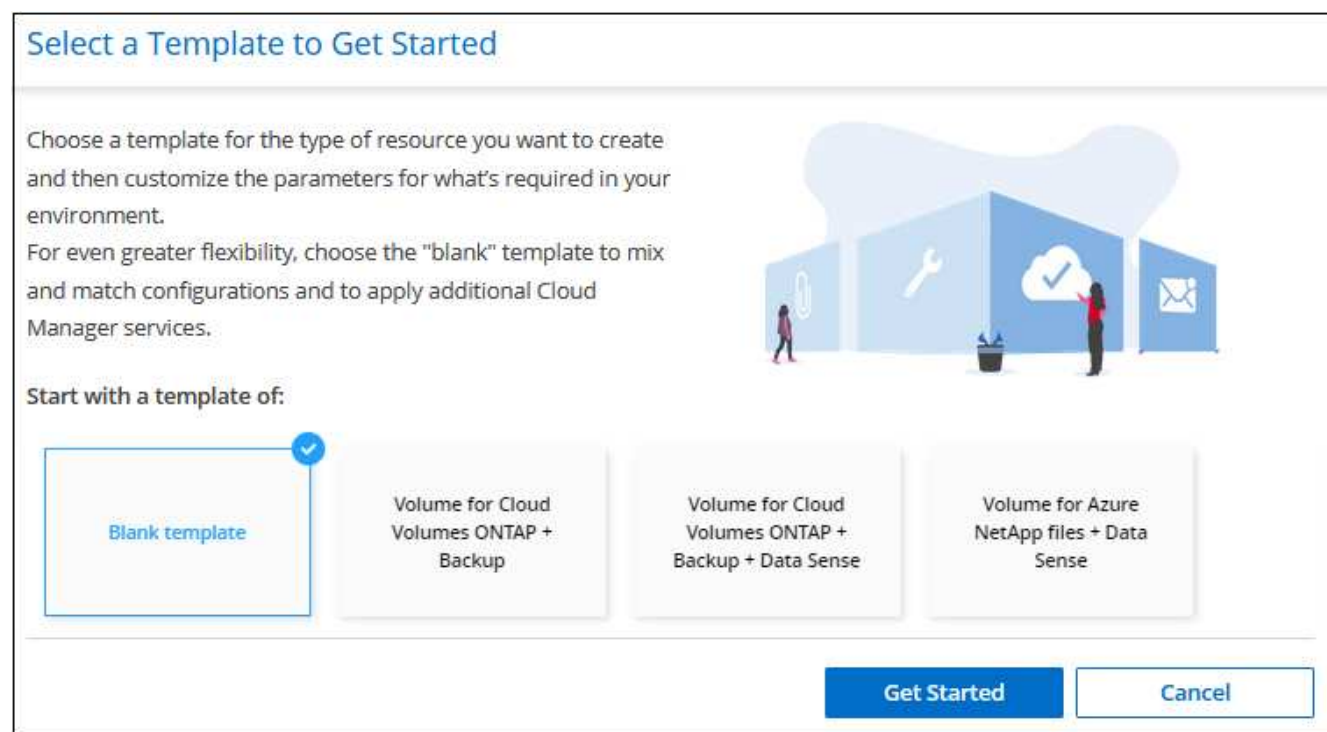 Select a Template to Get Started
Choose a template for the type of resource you want to create
and then customize the parameters for what's required in your
environment.
For even greater flexibility, choose the "blank" template to mix
and match configurations and to apply additional Cloud
Manager services.
Start with a template of:
Blank template
Volume for Cloud
Volumes ONTAP +
Backup
Volume for Cloud
Volumes ONTAP +
Backup + Data Sense
Volume for Azure
NetApp files + Data
Sense
Get Started
Cancel